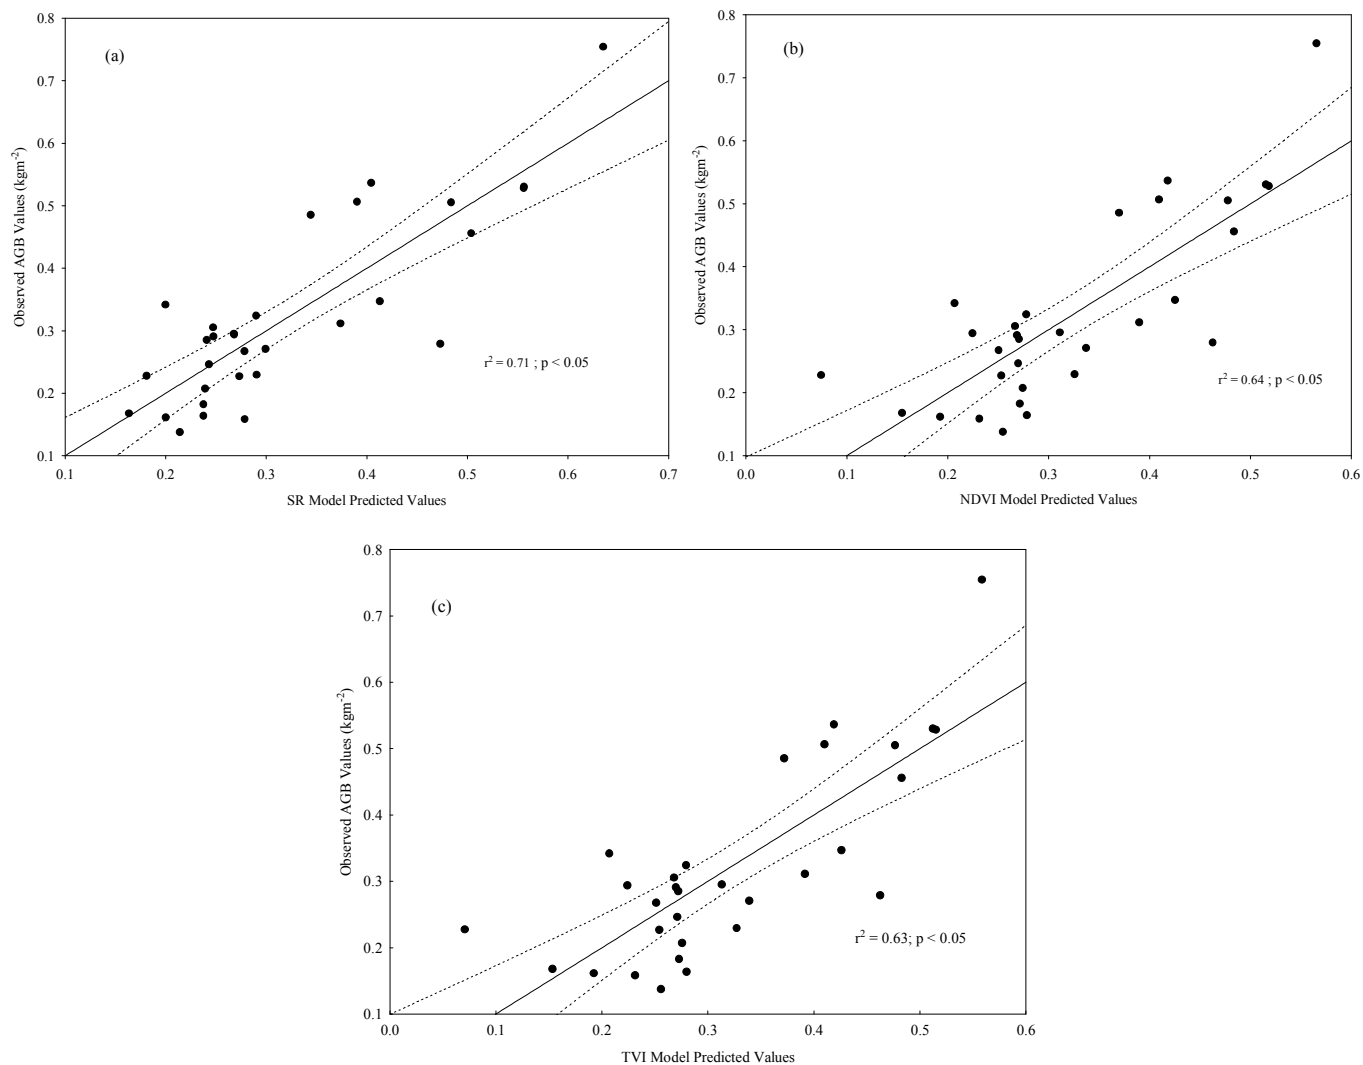 (a)
0.8
0.7
0.6
0.5
0.4
0.3
0.2
0.1
Observed AGB Values (kgm-2)
r2 = 0.71 ; p < 0.05
0.1 0.2 0.3 0.4 0.5 0.6 0.7
SR Model Predicted Values
(b)
0.8
0.7
0.6
0.5
0.4
0.3
0.2
0.1
Observed AGB Values (kgm-2)
r2 = 0.64 ; p < 0.05
0.0 0.1 0.2 0.3 0.4 0.5 0.6
NDVI Model Predicted Values
(c)
0.8
0.7
0.6
0.5
0.4
0.3
0.2
0.1
Observed AGB Values (kgm-2)
r2 = 0.63; p < 0.05
0.0 0.1 0.2 0.3 0.4 0.5 0.6
TVI Model Predicted Values